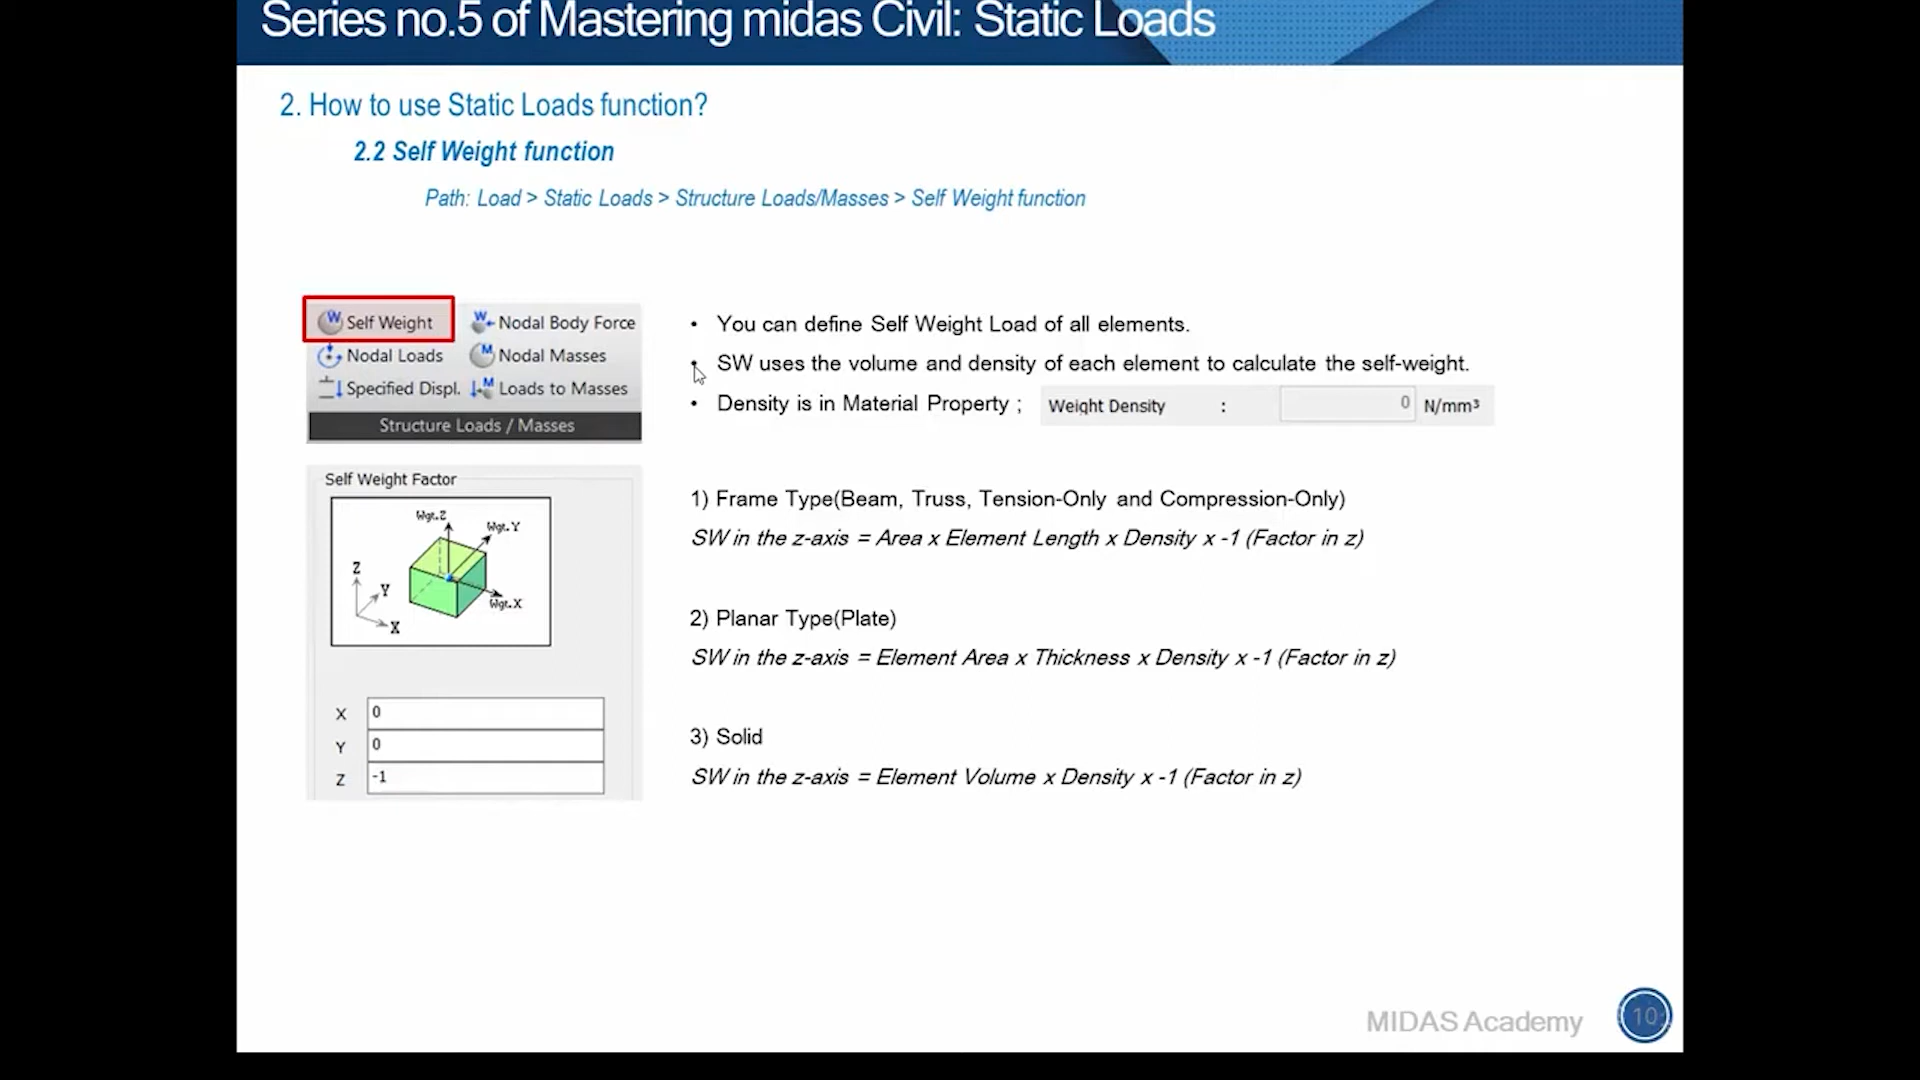 Series no.5 of Mastering midas Civil: Static Loads
2. How to use Static Loads function?
2.2 Self Weight function
Path: Load > Static Loads > Structure Loads/Masses > Self Weight function
Self Weight
Nodal Body Force
Nodal Loads
Nodal Masses
Specified Displ.
Loads to Masses
Structure Loads / Masses
• You can define Self Weight Load of all elements.
• SW uses the volume and density of each element to calculate the self-weight.
• Density is in Material Property ;
Weight Density : 0 N/mm³
Self Weight Factor
Wgt.Z
Wgt.Y
Wgt.X
Z
Y
X
X 0
Y 0
Z -1
1) Frame Type(Beam, Truss, Tension-Only and Compression-Only)
SW in the z-axis = Area x Element Length x Density x -1 (Factor in z)
2) Planar Type(Plate)
SW in the z-axis = Element Area x Thickness x Density x -1 (Factor in z)
3) Solid
SW in the z-axis = Element Volume x Density x -1 (Factor in z)
MIDAS Academy
10